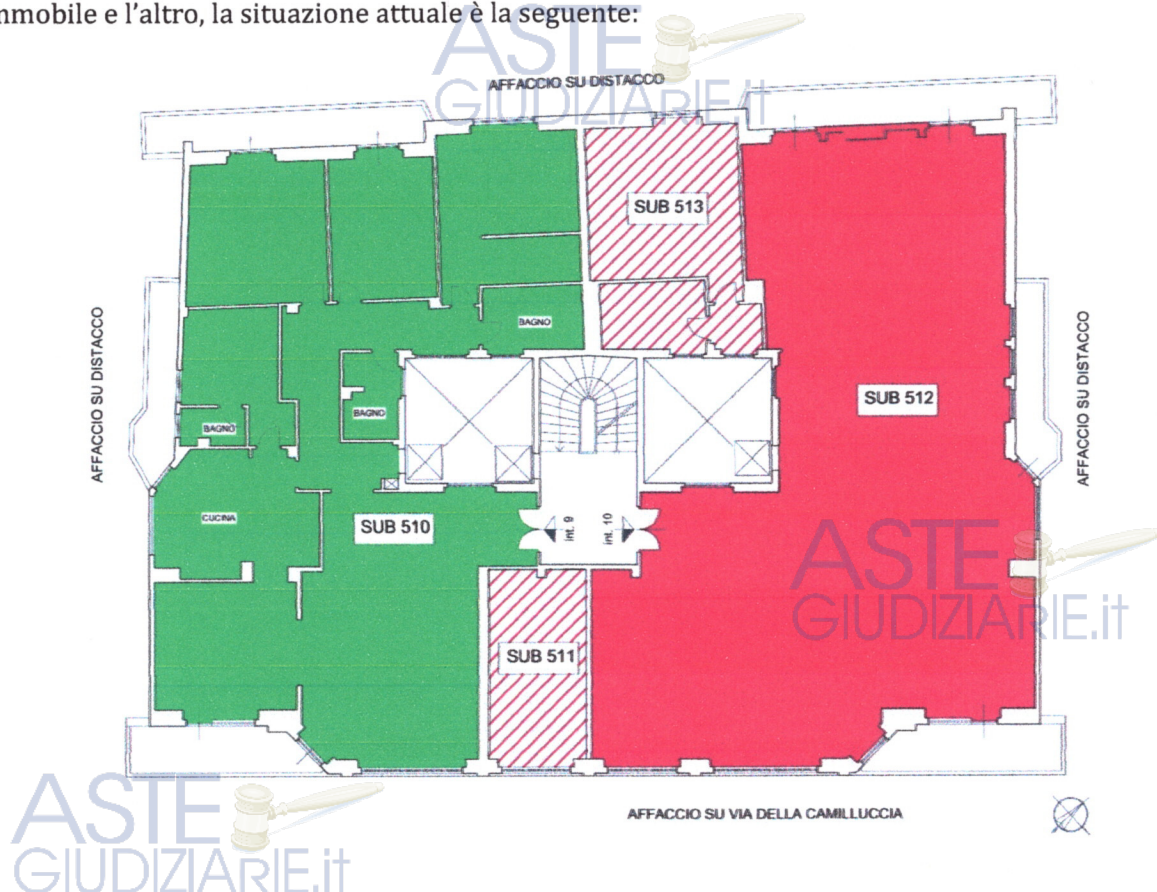 mmobile e l'altro, la situazione attuale è la seguente:
ASTE
GIUDIZIARIE.it
AFFACCIO SU DISTACCO
SUB 513
AFFACCIO SU DISTACCO
AFFACCIO SU DISTACCO
BAGNO
BAGNO
BAGNO
SUB 512
CUCINA
SUB 510
int. 9
int. 10
ASTE
GIUDIZIARIE.it
SUB 511
AFFACCIO SU VIA DELLA CAMILLUCCIA
ASTE
GIUDIZIARIE.it